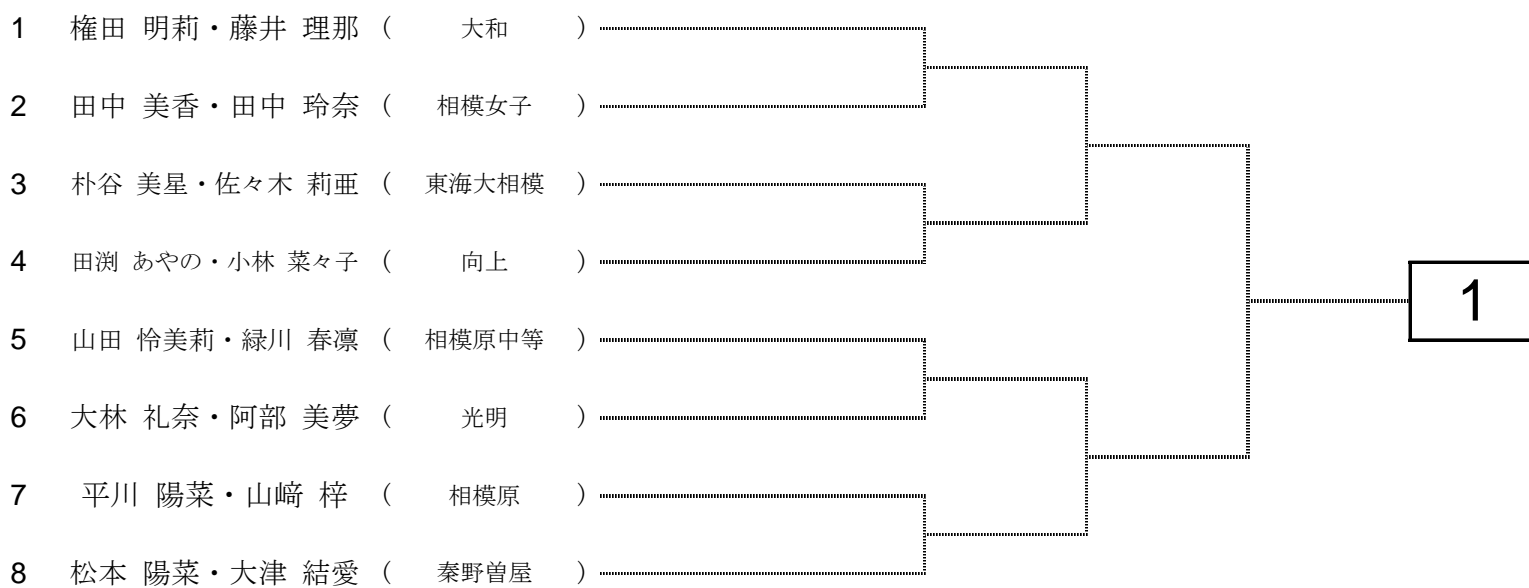 1 権田 明莉・藤井 理那 ( 大和 )
2 田中 美香・田中 玲奈 ( 相模女子 )
3 朴谷 美星・佐々木 莉亜 ( 東海大相模 )
4 田渕 あやの・小林 菜々子 ( 向上 )
1
5 山田 怜美莉・緑川 春凛 ( 相模原中等 )
6 大林 礼奈・阿部 美夢 ( 光明 )
7 平川 陽菜・山﨑 梓 ( 相模原 )
8 松本 陽菜・大津 結愛 ( 秦野曽屋 )